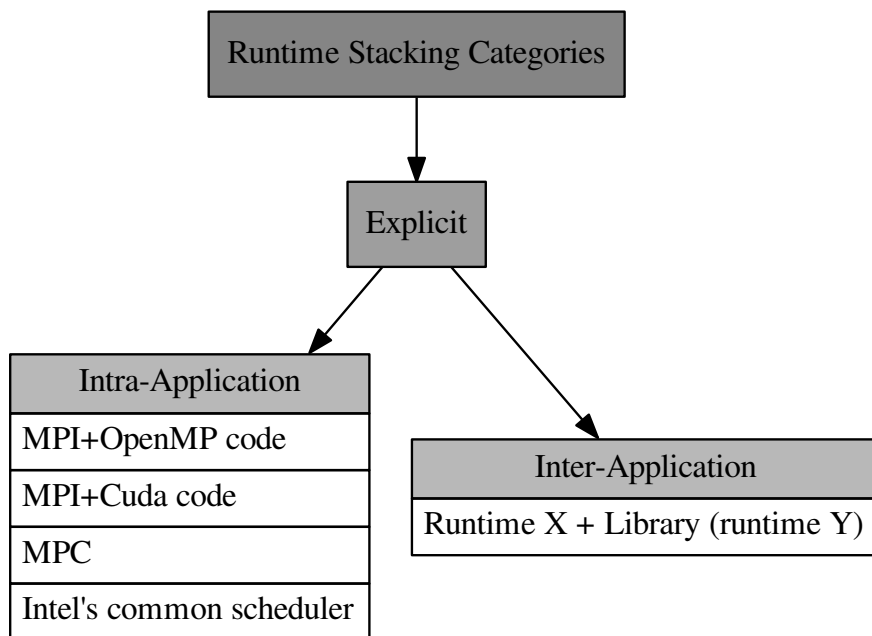 Runtime Stacking Categories
Explicit
Intra-Application
MPI+OpenMP code
MPI+Cuda code
MPC
Intel's common scheduler
Inter-Application
Runtime X + Library (runtime Y)